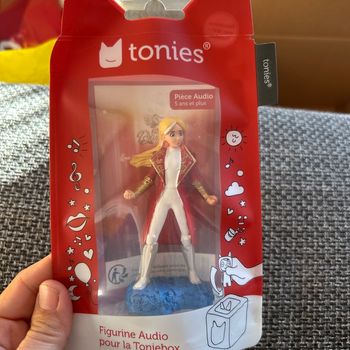 tonies®
tonies®
Pièce Audio
5 ans et plus
Figurine Audio
pour la Toniebox